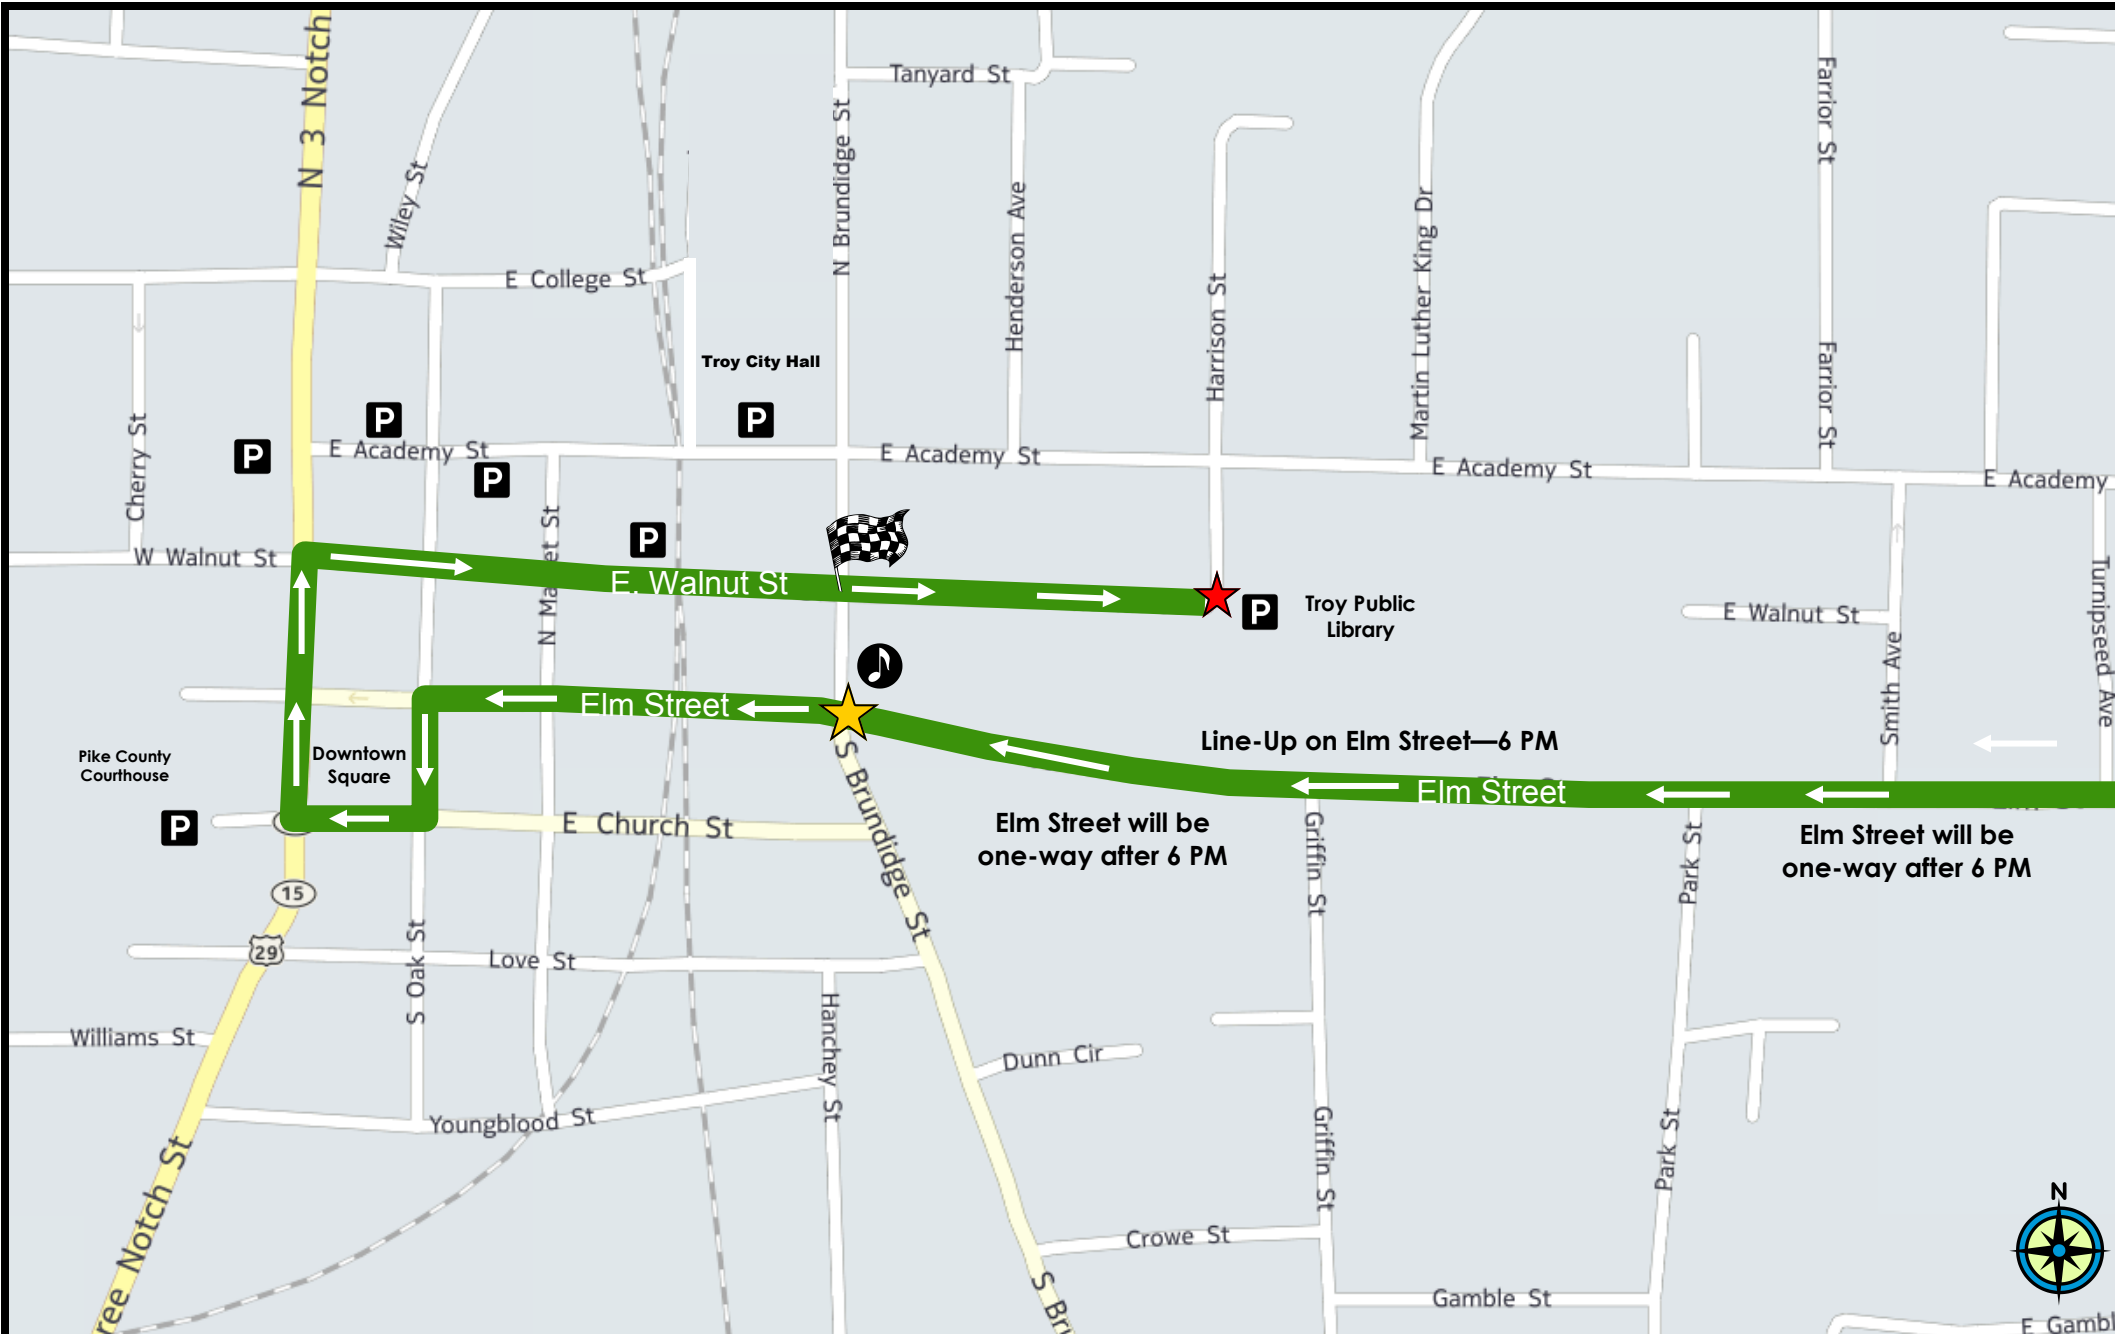 N 3 Notch
Tanyard St
Farrior St
N Brundidge St
Wiley St
Henderson Ave
Martin Luther King Dr
Harrison St
E College St
Troy City Hall
Farrior St
Cherry St
P
P
P
P
E Academy St
E Academy St
E Academy St
E Academy
P
W Walnut St
N Market St
E. Walnut St
P
Troy Public
Library
E Walnut St
Turnipseed Ave
Smith Ave
Elm Street
Line-Up on Elm Street—6 PM
Pike County
Courthouse
Downtown
Square
Elm Street
P
E Church St
S Brundidge St
Elm Street will be
one-way after 6 PM
Elm Street will be
one-way after 6 PM
Griffin St
Park St
15
29
S Oak St
Love St
Hanchey St
Williams St
Dunn Cir
Youngblood St
Griffin St
Park St
ree Notch St
Crowe St
S Bru
Gamble St
N
E Gambl